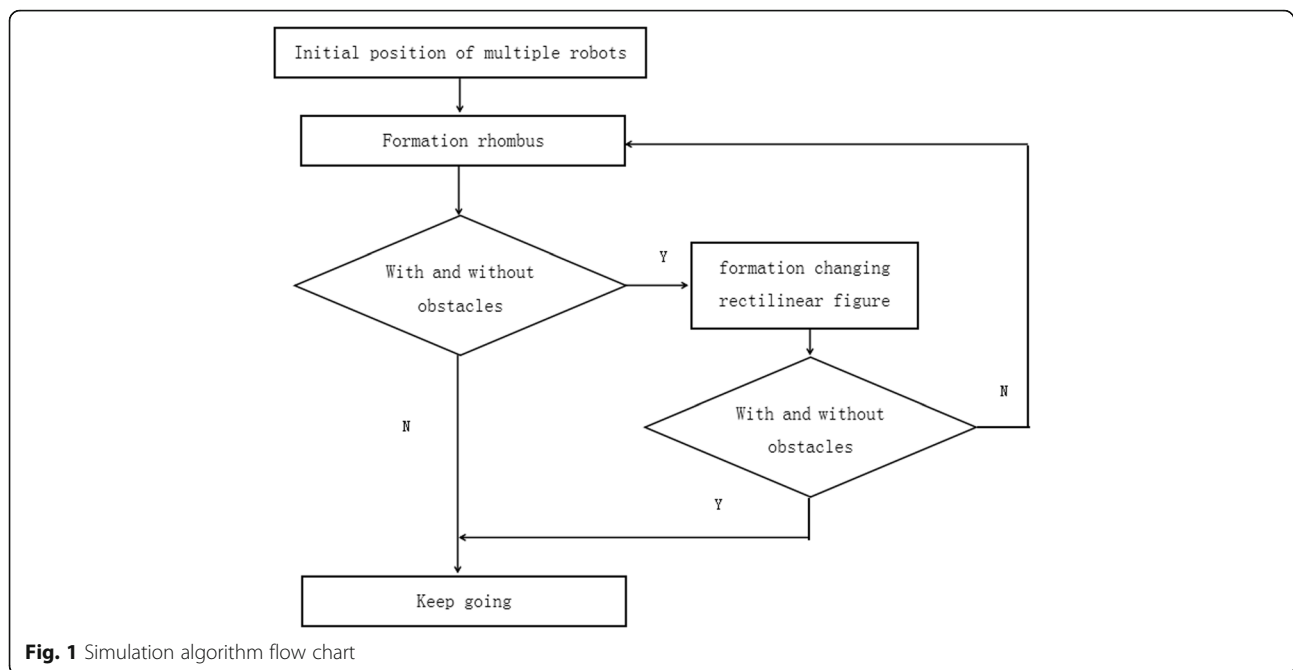 Initial position of multiple robots
Formation rhombus
With and without
obstacles
Y
formation changing
rectilinear figure
With and without
obstacles
N
N
Y
Keep going
Fig. 1 Simulation algorithm flow chart